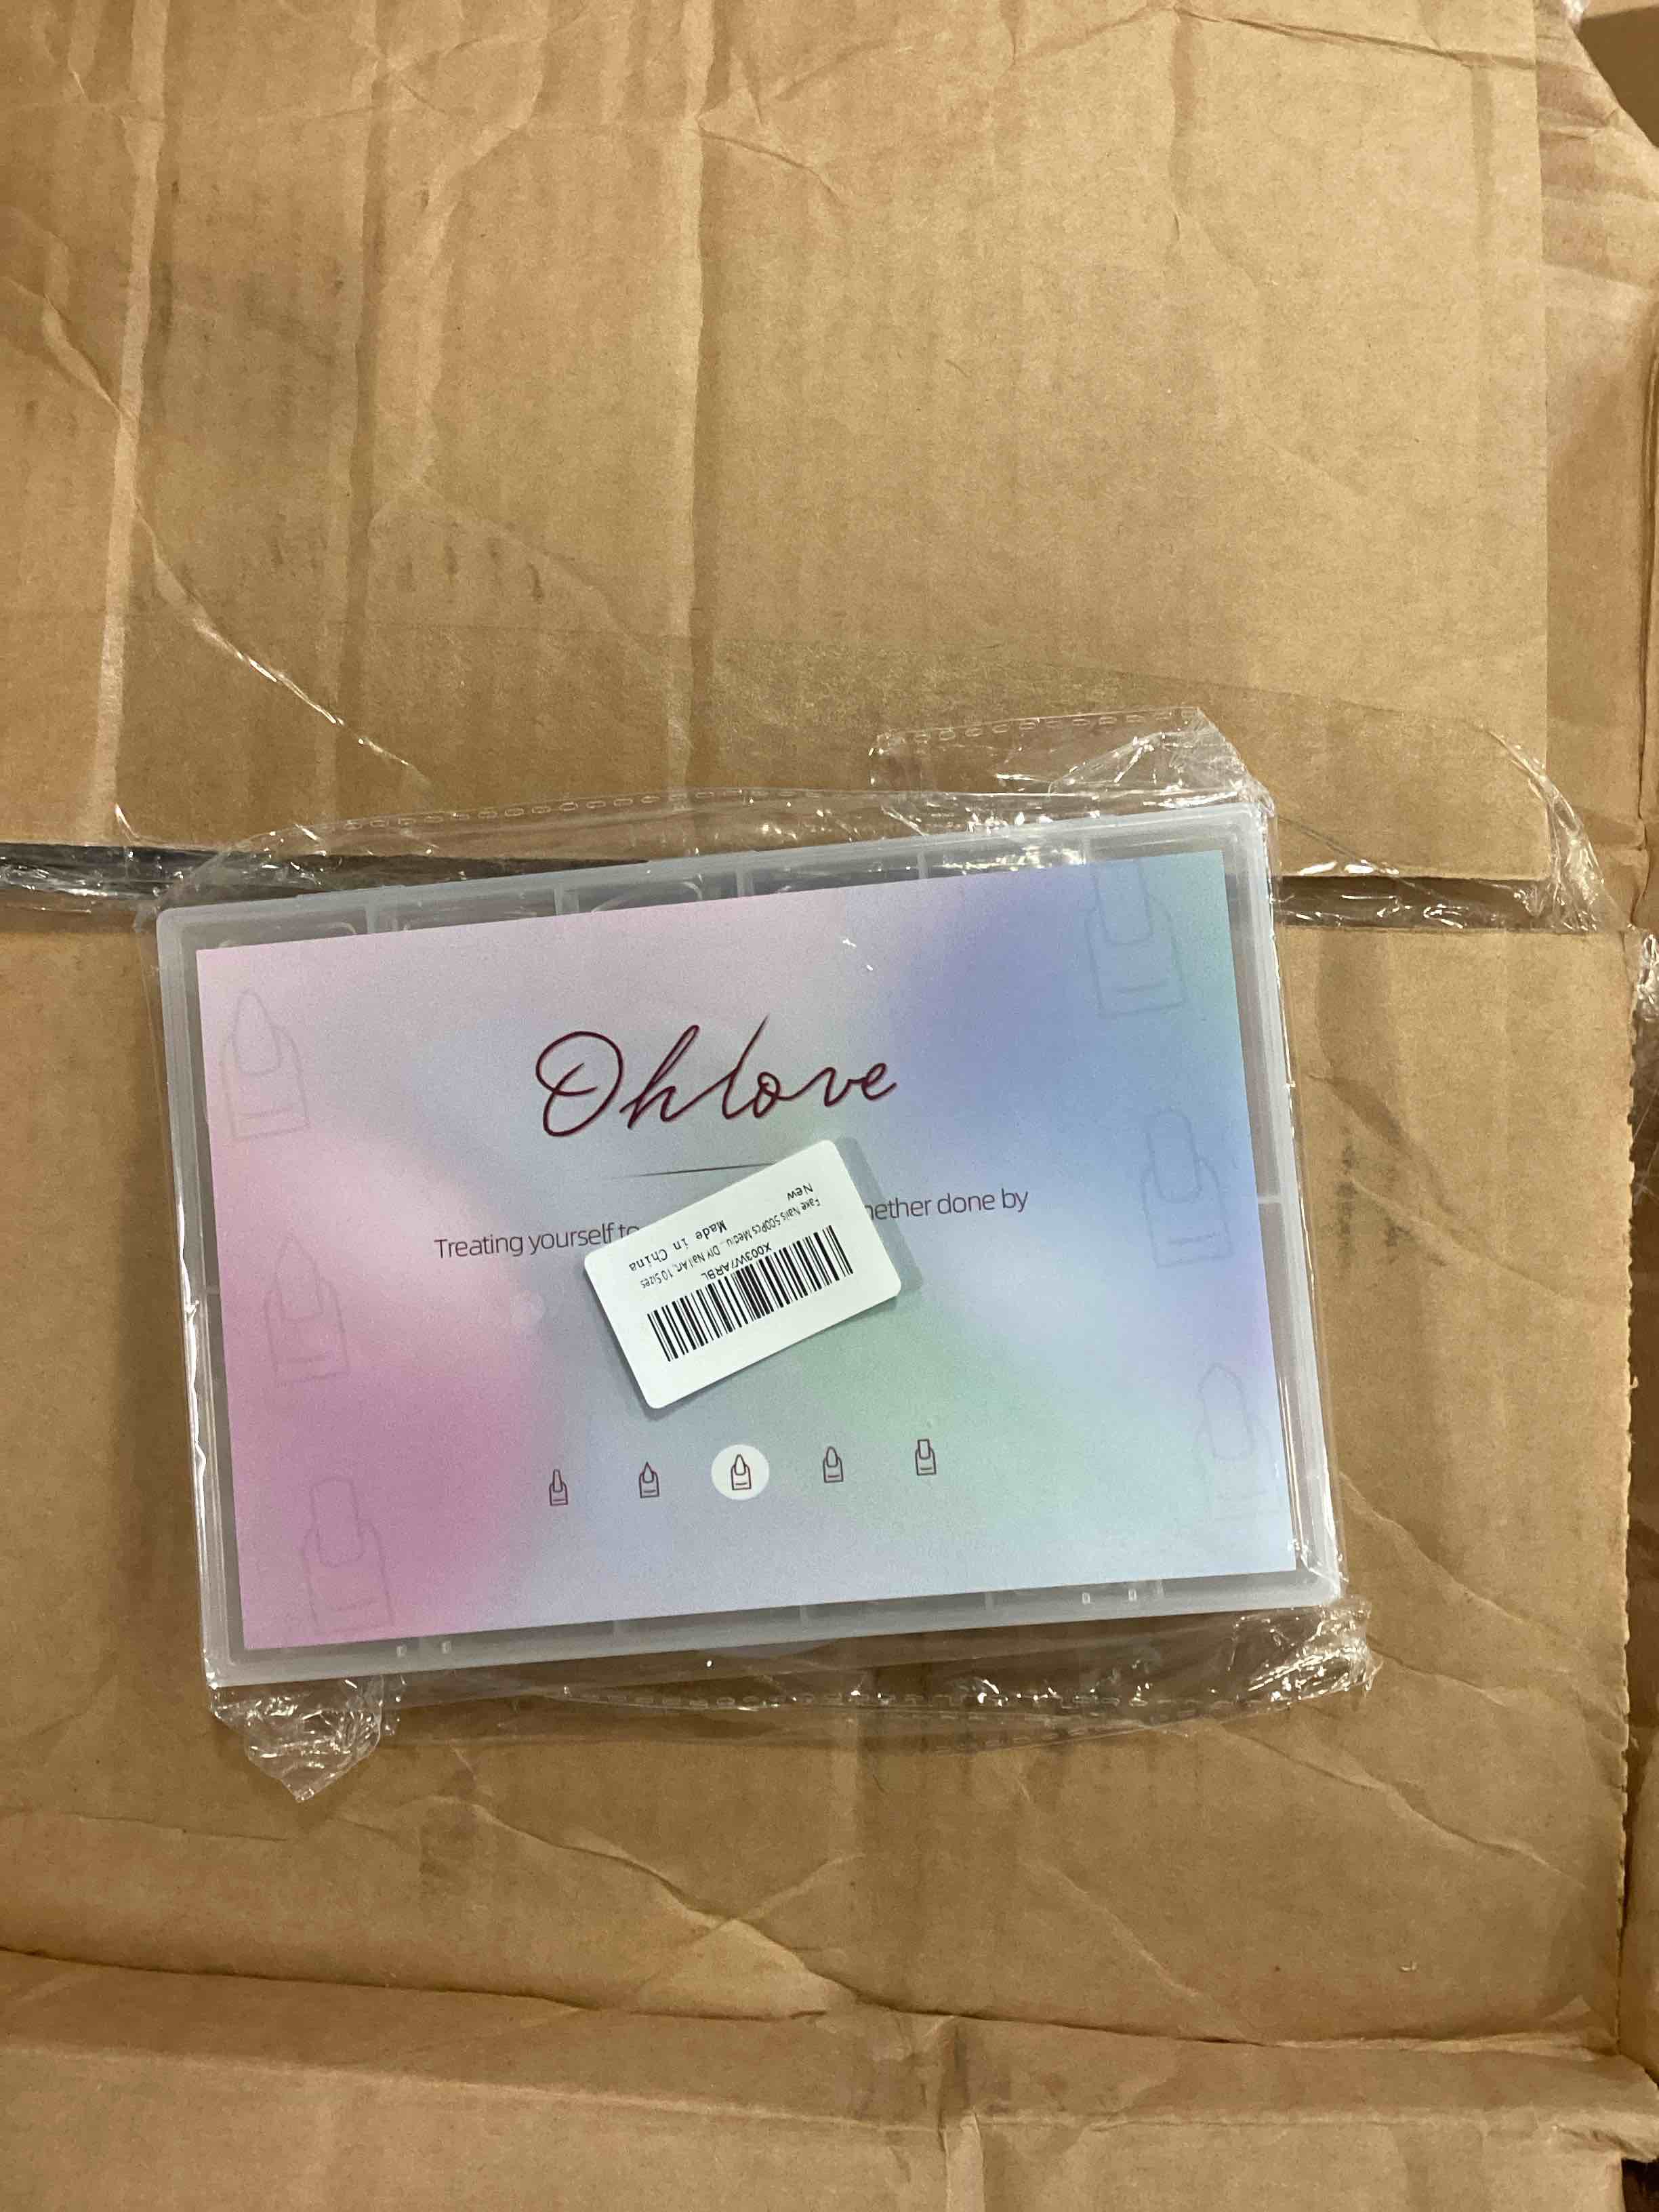 Ohlove
Treating yourself to
hether done by
X003W7ARBL
Fake Nails 500Pcs Mediu... DIY Nail Art, 10 Sizes
New
Made in China